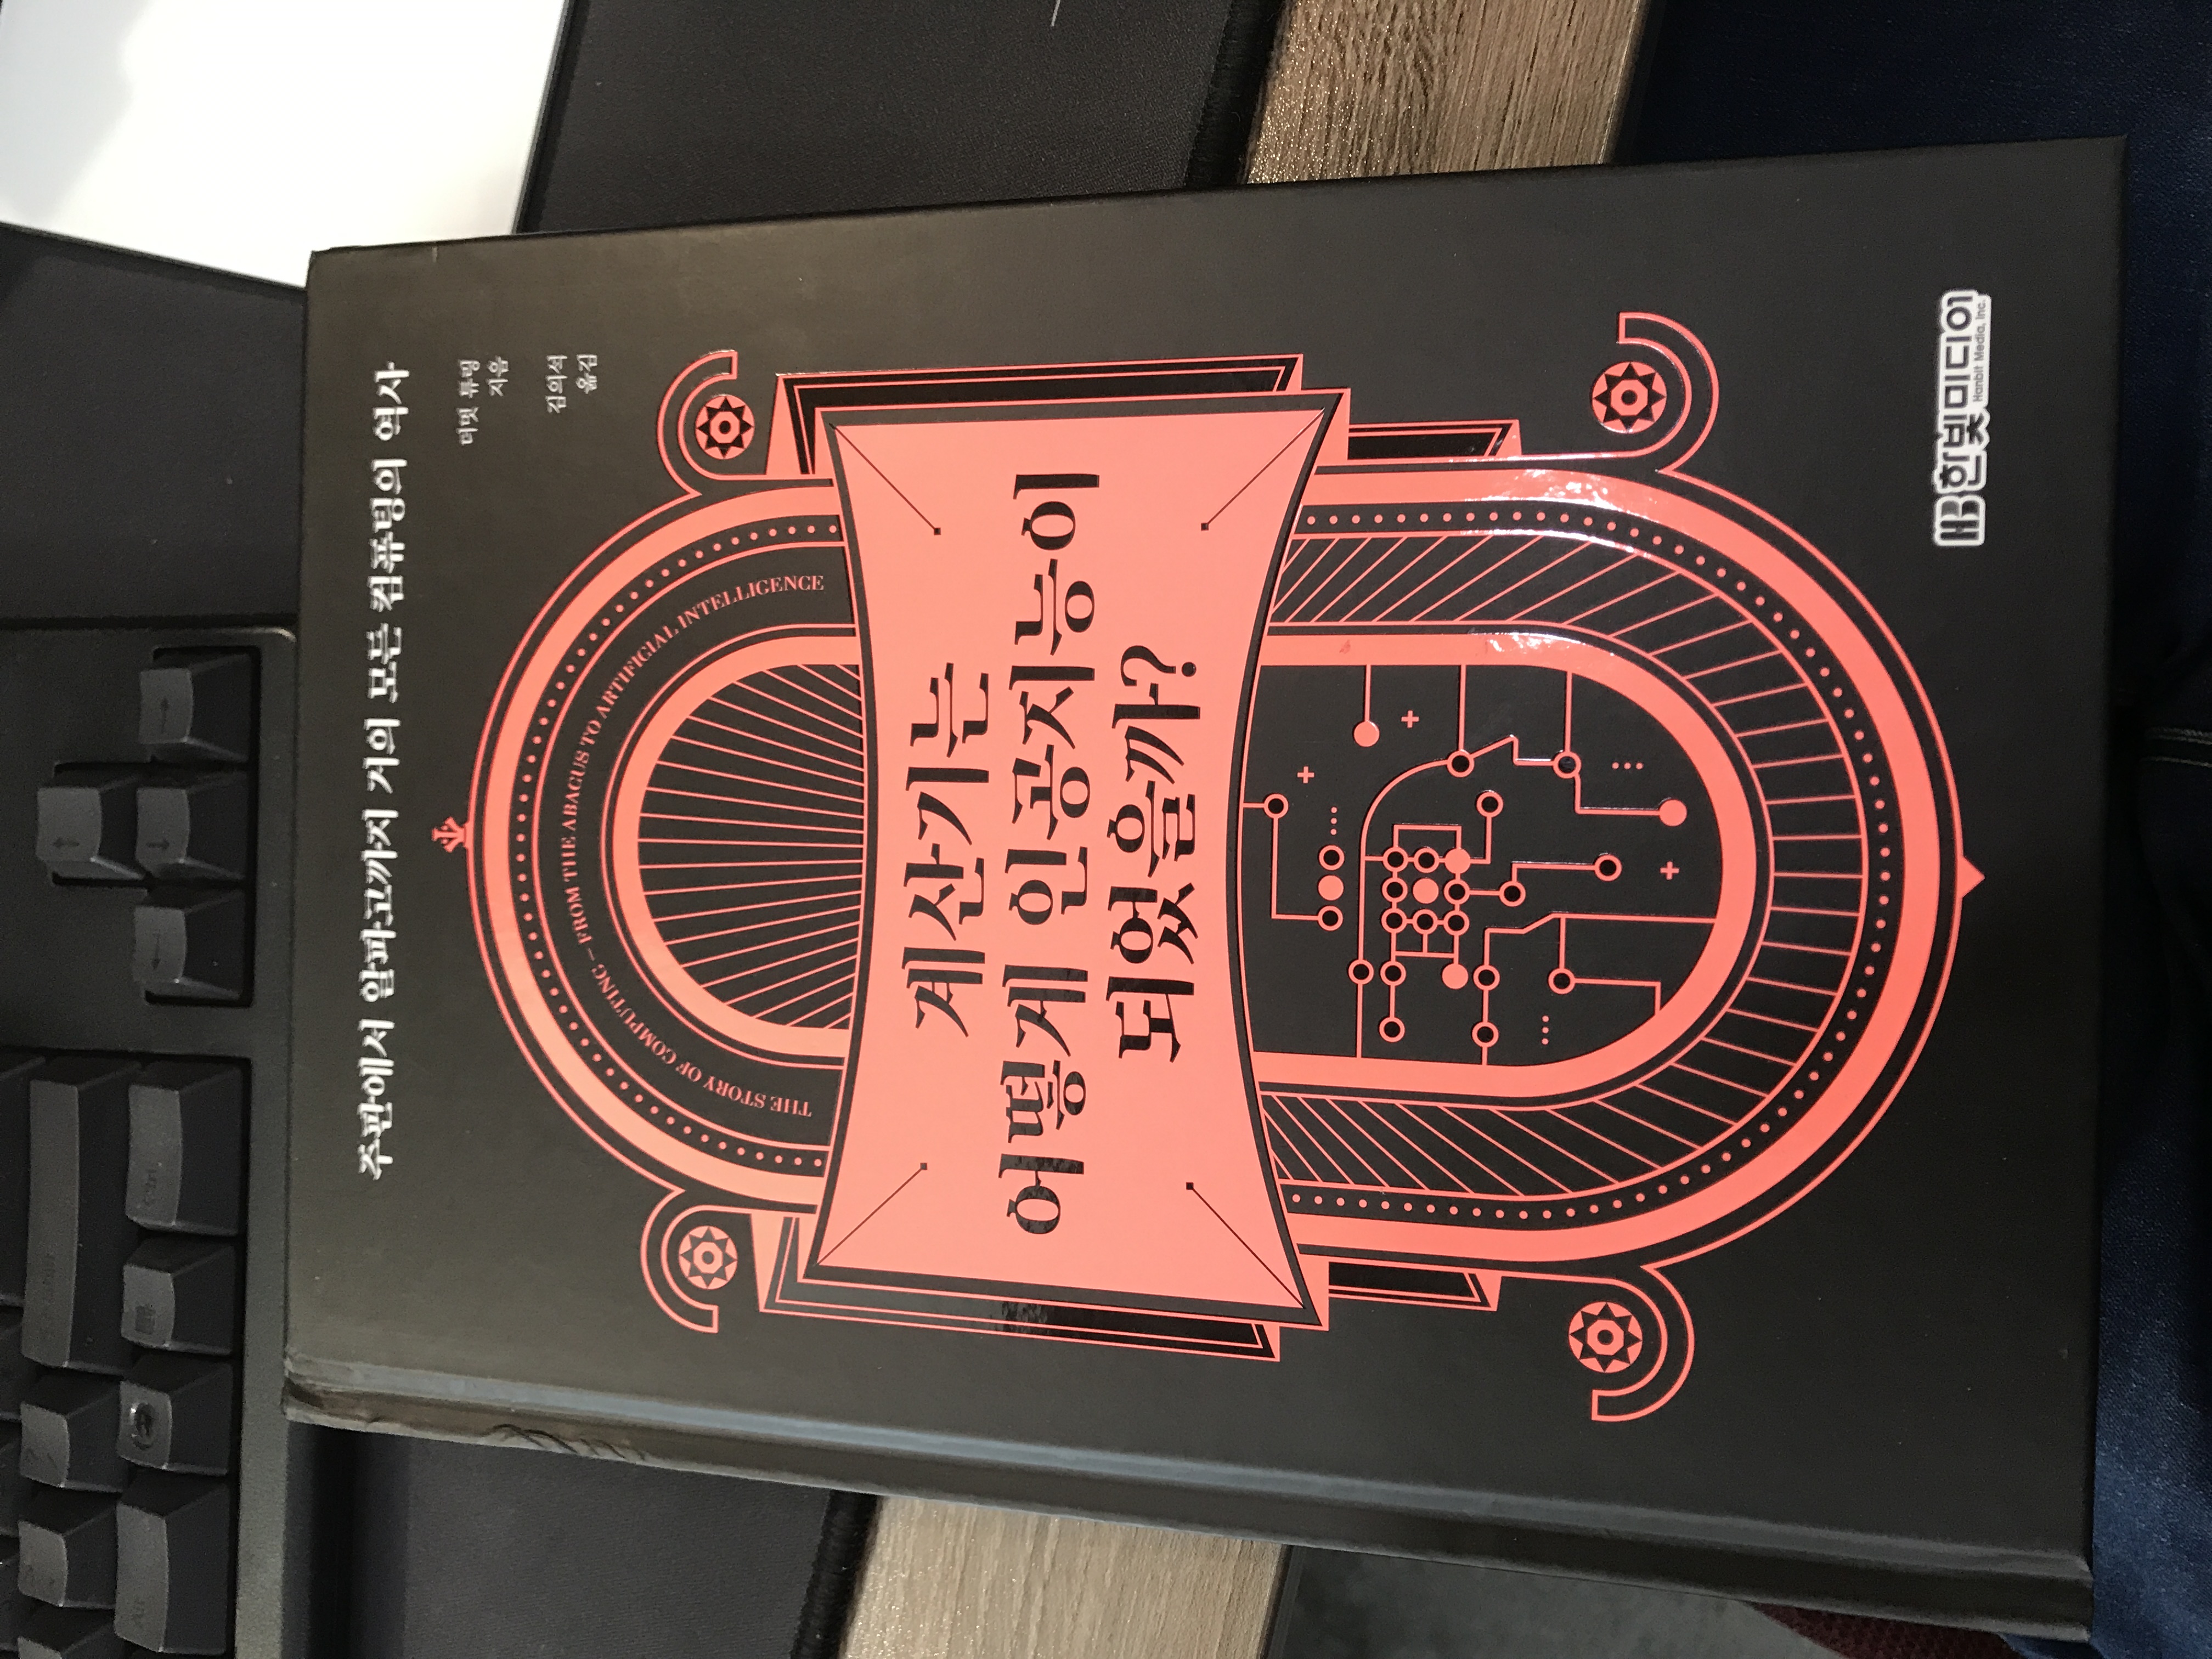 Alt
Ctrl
주판에서 알파고까지 거의 모든 컴퓨팅의 역사
더멋 튜링
지음
김의석
옮김
THE STORY OF COMPUTING – FROM THE ABACUS TO ARTIFICIAL INTELLIGENCE
계산기는
어떻게 인공지능이
되었을까?
HB 한빛미디어
Hanbit Media, Inc.